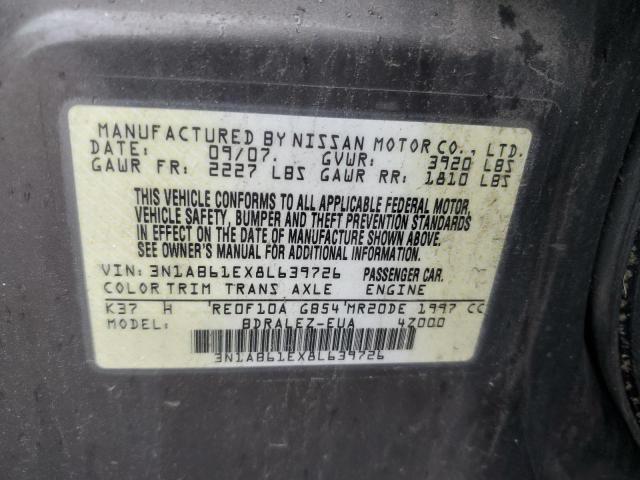 MANUFACTURED BY NISSAN MOTOR CO., LTD.
DATE: 09/07. GVWR: 3920 LBS
GAWR FR: 2227 LBS GAWR RR: 1810 LBS
THIS VEHICLE CONFORMS TO ALL APPLICABLE FEDERAL MOTOR
VEHICLE SAFETY, BUMPER AND THEFT PREVENTION STANDARDS
IN EFFECT ON THE DATE OF MANUFACTURE SHOWN ABOVE.
SEE OWNER'S MANUAL FOR ADDITIONAL INFORMATION.
VIN: 3N1AB61EX8L639726 PASSENGER CAR.
COLOR TRIM TRANS AXLE ENGINE
K37 H RE0F10A GB54 MR20DE 1997 CC
MODEL: BDRALEZ-EUA 4Z000
3N1AB61EX8L639726